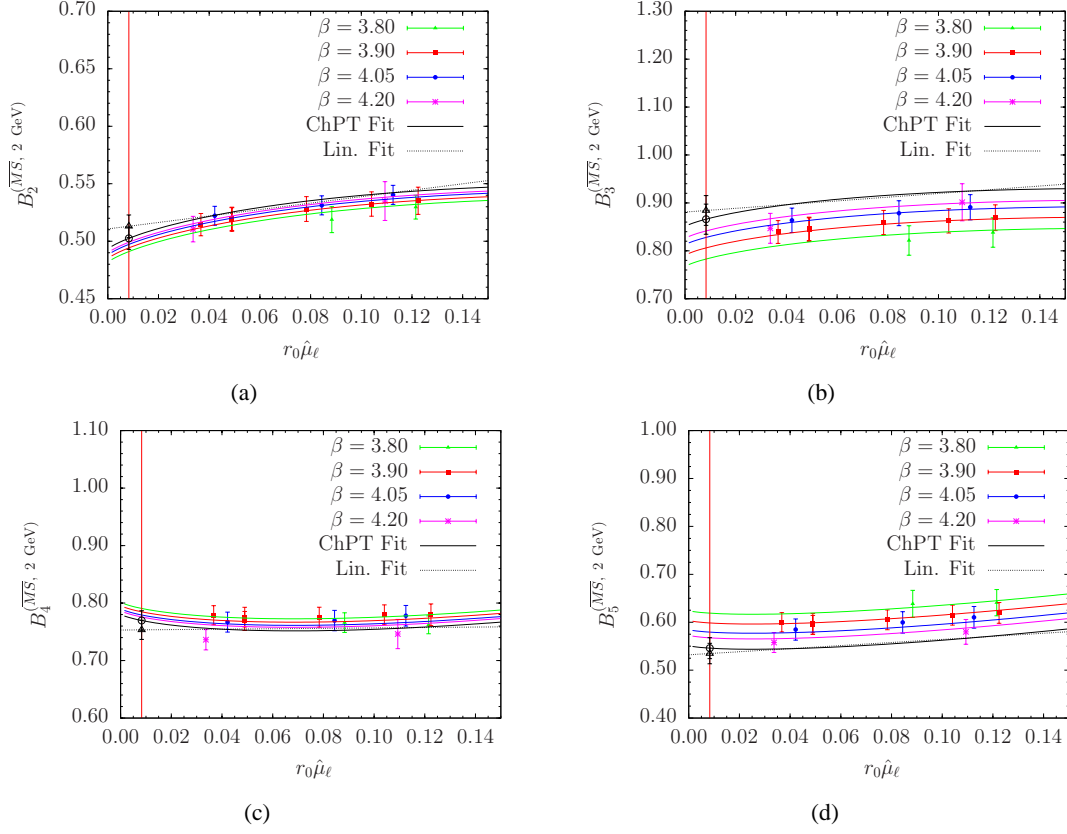 0.70
0.65
0.60
0.55
0.50
0.45
0.00 0.02 0.04 0.06 0.08 0.10 0.12 0.14
B_2^{(\overline{MS}, 2 GeV)}
r_0\hat{μ}_ℓ
β = 3.80
β = 3.90
β = 4.05
β = 4.20
ChPT Fit
Lin. Fit
(a)
1.30
1.20
1.10
1.00
0.90
0.80
0.70
0.00 0.02 0.04 0.06 0.08 0.10 0.12 0.14
B_3^{(\overline{MS}, 2 GeV)}
r_0\hat{μ}_ℓ
β = 3.80
β = 3.90
β = 4.05
β = 4.20
ChPT Fit
Lin. Fit
(b)
1.10
1.00
0.90
0.80
0.70
0.60
0.00 0.02 0.04 0.06 0.08 0.10 0.12 0.14
B_4^{(\overline{MS}, 2 GeV)}
r_0\hat{μ}_ℓ
β = 3.80
β = 3.90
β = 4.05
β = 4.20
ChPT Fit
Lin. Fit
(c)
1.00
0.90
0.80
0.70
0.60
0.50
0.40
0.00 0.02 0.04 0.06 0.08 0.10 0.12 0.14
B_5^{(\overline{MS}, 2 GeV)}
r_0\hat{μ}_ℓ
β = 3.80
β = 3.90
β = 4.05
β = 4.20
ChPT Fit
Lin. Fit
(d)